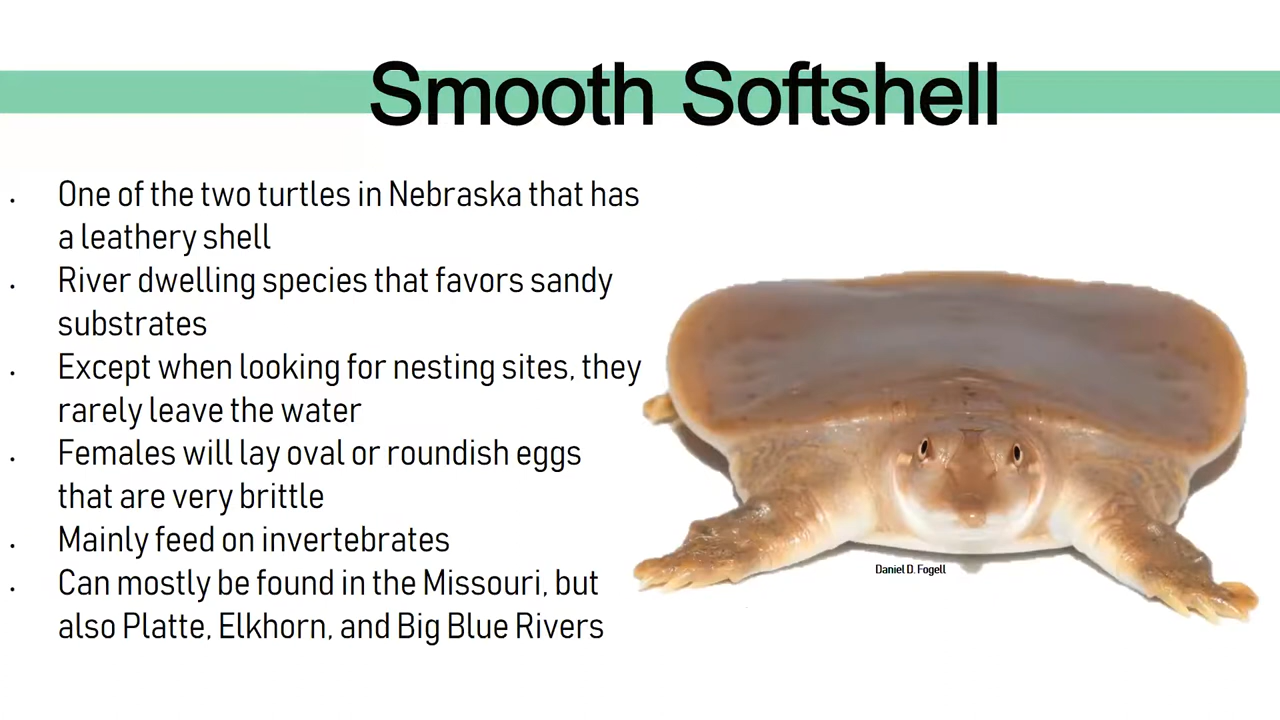 Smooth Softshell
• One of the two turtles in Nebraska that has
a leathery shell
• River dwelling species that favors sandy
substrates
• Except when looking for nesting sites, they
rarely leave the water
• Females will lay oval or roundish eggs
that are very brittle
• Mainly feed on invertebrates
• Can mostly be found in the Missouri, but
also Platte, Elkhorn, and Big Blue Rivers
Daniel D. Fogell